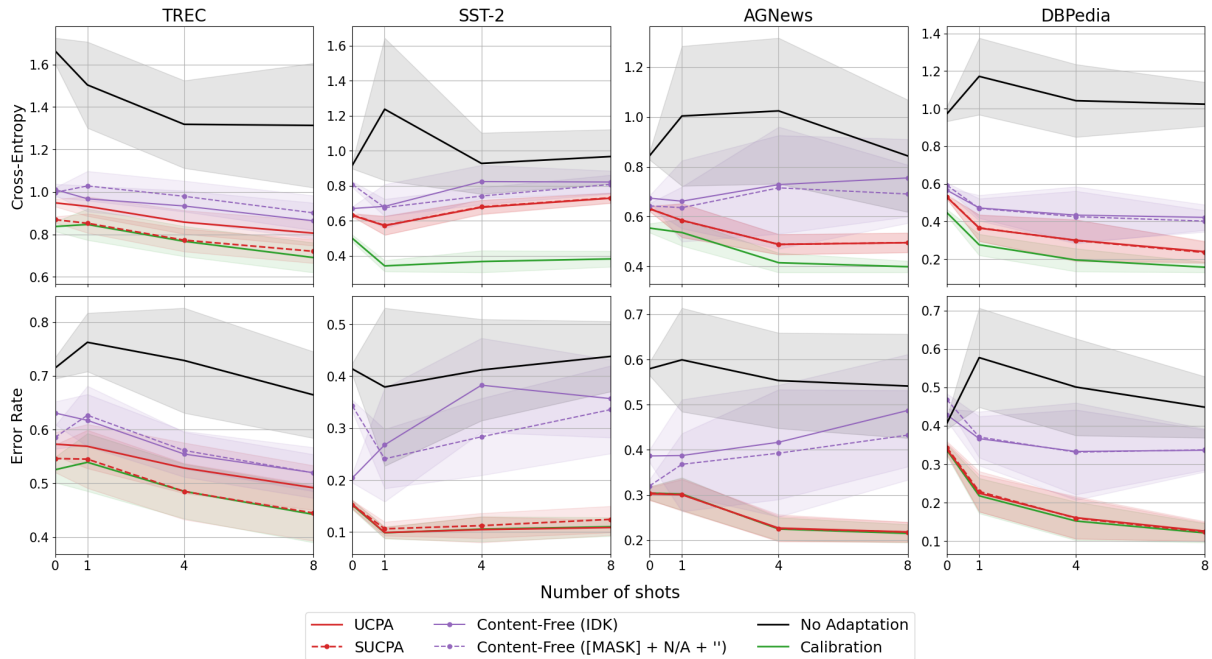 TREC
SST-2
AGNews
DBPedia
Cross-Entropy
1.6
1.4
1.2
1.0
0.8
0.6
1.6
1.4
1.2
1.0
0.8
0.6
0.4
1.2
1.0
0.8
0.6
0.4
1.4
1.2
1.0
0.8
0.6
0.4
0.2
Error Rate
0.8
0.7
0.6
0.5
0.4
0.5
0.4
0.3
0.2
0.1
0.7
0.6
0.5
0.4
0.3
0.2
0.7
0.6
0.5
0.4
0.3
0.2
0.1
0 1 4 8
0 1 4 8
0 1 4 8
0 1 4 8
Number of shots
UCPA
SUCPA
Content-Free (IDK)
Content-Free ([MASK] + N/A + '')
No Adaptation
Calibration